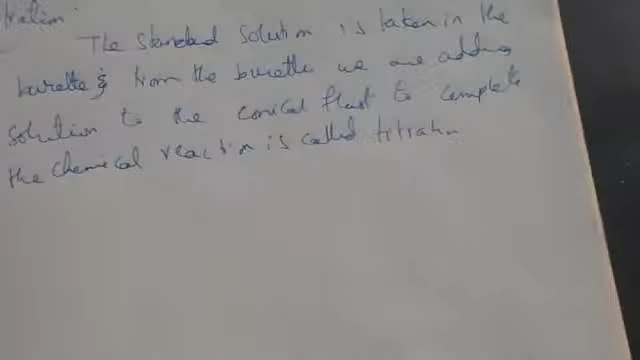 The standard solution is taken in the
burette & from the burette we are adding
solution to the conical flask to complete
the chemical reaction is called titration